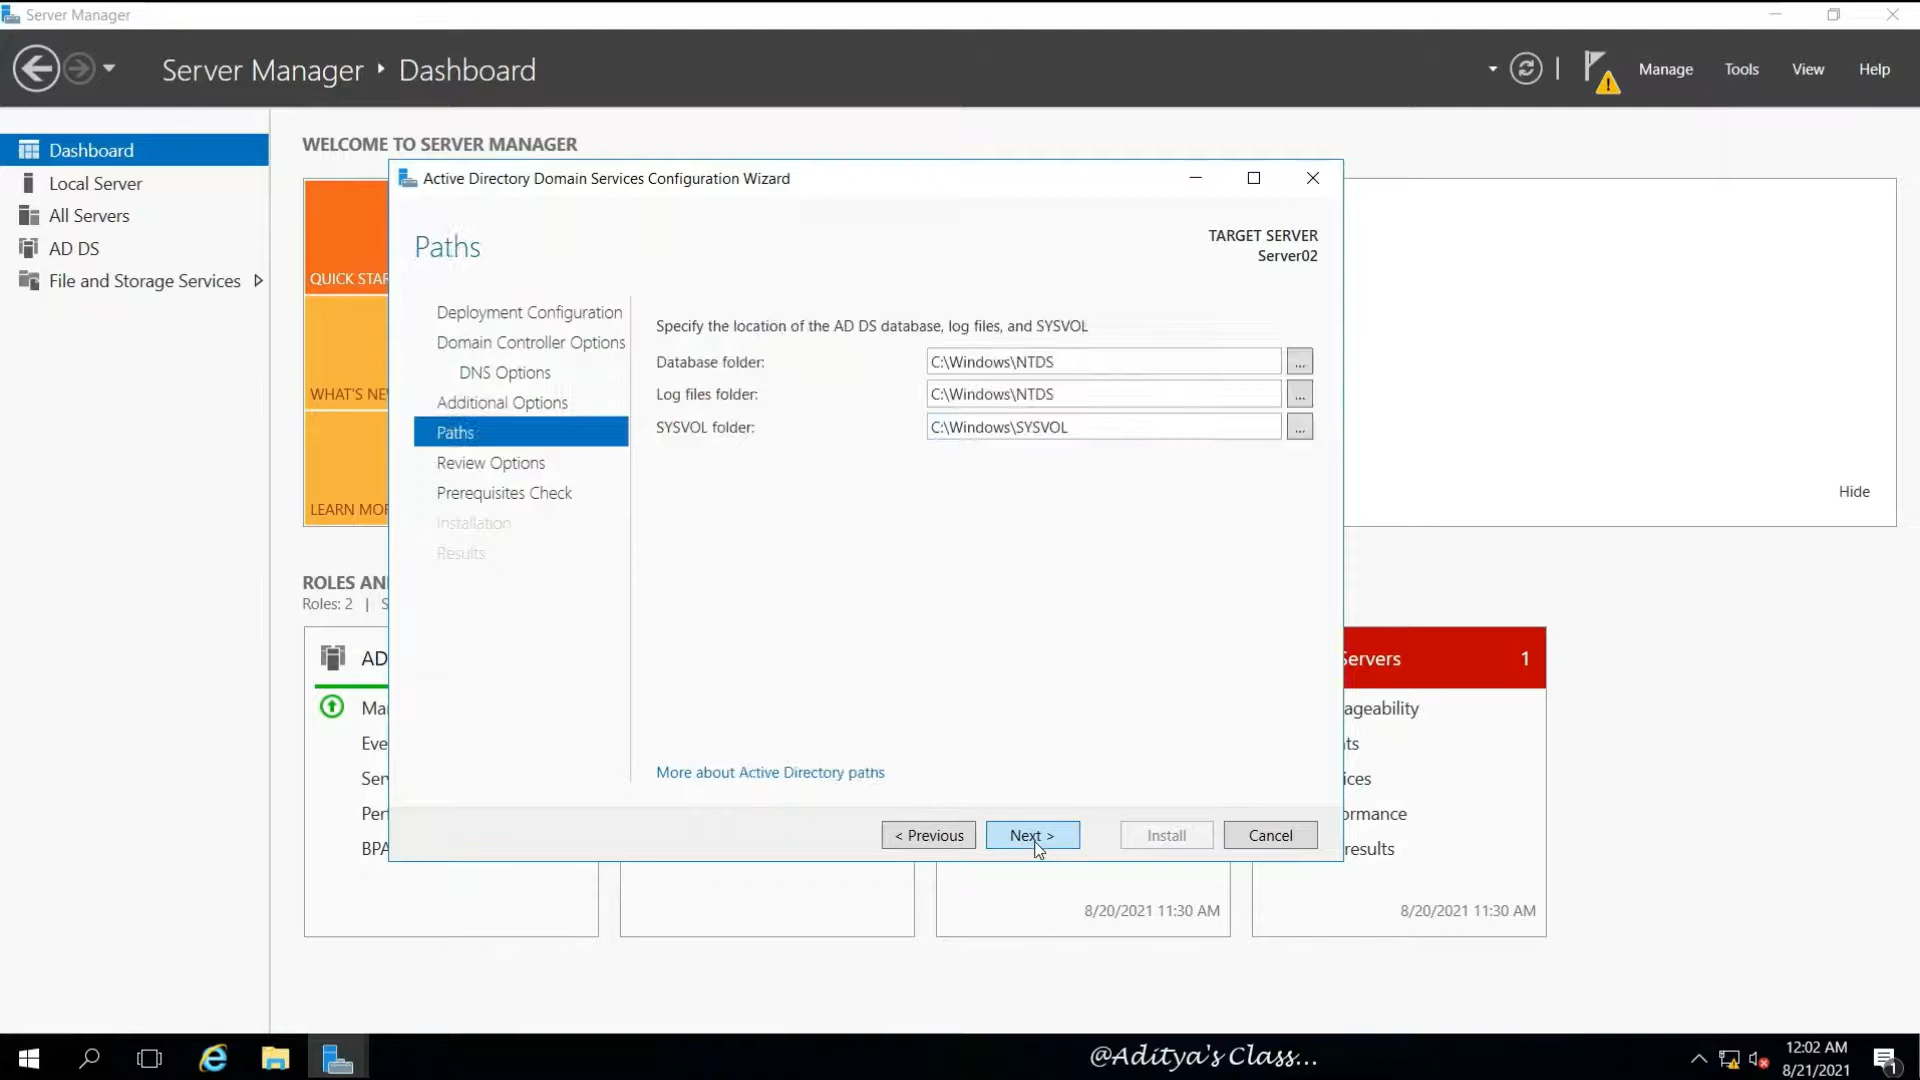 Server Manager
Server Manager ‣ Dashboard
Manage
Tools
View
Help
Dashboard
Local Server
All Servers
AD DS
File and Storage Services
WELCOME TO SERVER MANAGER
QUICK STAR
WHAT'S NE
LEARN MOR
Hide
Active Directory Domain Services Configuration Wizard
Paths
TARGET SERVER
Server02
Deployment Configuration
Domain Controller Options
DNS Options
Additional Options
Paths
Review Options
Prerequisites Check
Installation
Results
Specify the location of the AD DS database, log files, and SYSVOL
Database folder: C:\Windows\NTDS ...
Log files folder: C:\Windows\NTDS ...
SYSVOL folder: C:\Windows\SYSVOL ...
More about Active Directory paths
< Previous
Next >
Install
Cancel
ROLES AN
Roles: 2 | S
AD
Ma
Eve
Ser
Per
BPA
Servers 1
ageability
ts
ices
ormance
results
8/20/2021 11:30 AM
8/20/2021 11:30 AM
@Aditya's Class...
12:02 AM
8/21/2021
1